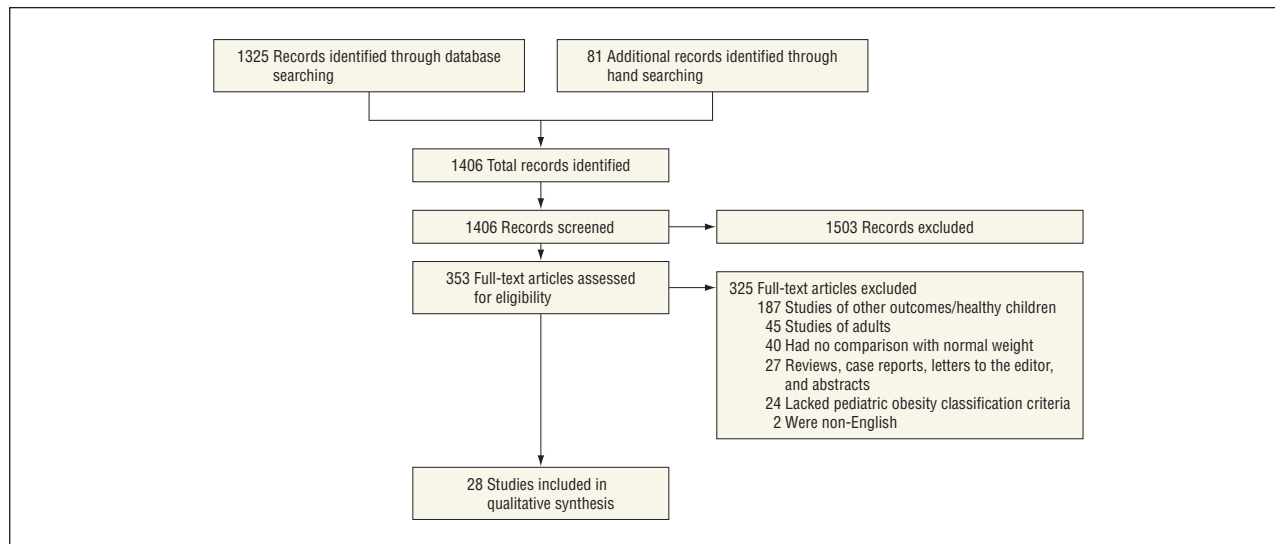 1325 Records identified through database
searching
81 Additional records identified through
hand searching
1406 Total records identified
1406 Records screened
1503 Records excluded
353 Full-text articles assessed
for eligibility
325 Full-text articles excluded
187 Studies of other outcomes/healthy children
45 Studies of adults
40 Had no comparison with normal weight
27 Reviews, case reports, letters to the editor,
and abstracts
24 Lacked pediatric obesity classification criteria
2 Were non-English
28 Studies included in
qualitative synthesis